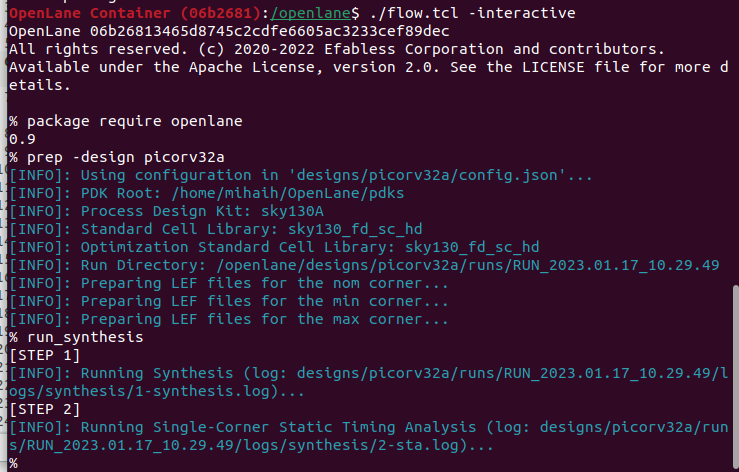 OpenLane Container (06b2681):/openlane$ ./flow.tcl -interactive
OpenLane 06b26813465d8745c2cdfe6605ac3233cef89dec
All rights reserved. (c) 2020-2022 Efabless Corporation and contributors.
Available under the Apache License, version 2.0. See the LICENSE file for more d
etails.
% package require openlane
0.9
% prep -design picorv32a
[INFO]: Using configuration in 'designs/picorv32a/config.json'...
[INFO]: PDK Root: /home/mihaih/OpenLane/pdks
[INFO]: Process Design Kit: sky130A
[INFO]: Standard Cell Library: sky130_fd_sc_hd
[INFO]: Optimization Standard Cell Library: sky130_fd_sc_hd
[INFO]: Run Directory: /openlane/designs/picorv32a/runs/RUN_2023.01.17_10.29.49
[INFO]: Preparing LEF files for the nom corner...
[INFO]: Preparing LEF files for the min corner...
[INFO]: Preparing LEF files for the max corner...
% run_synthesis
[STEP 1]
[INFO]: Running Synthesis (log: designs/picorv32a/runs/RUN_2023.01.17_10.29.49/l
ogs/synthesis/1-synthesis.log)...
[STEP 2]
[INFO]: Running Single-Corner Static Timing Analysis (log: designs/picorv32a/run
s/RUN_2023.01.17_10.29.49/logs/synthesis/2-sta.log)...
%